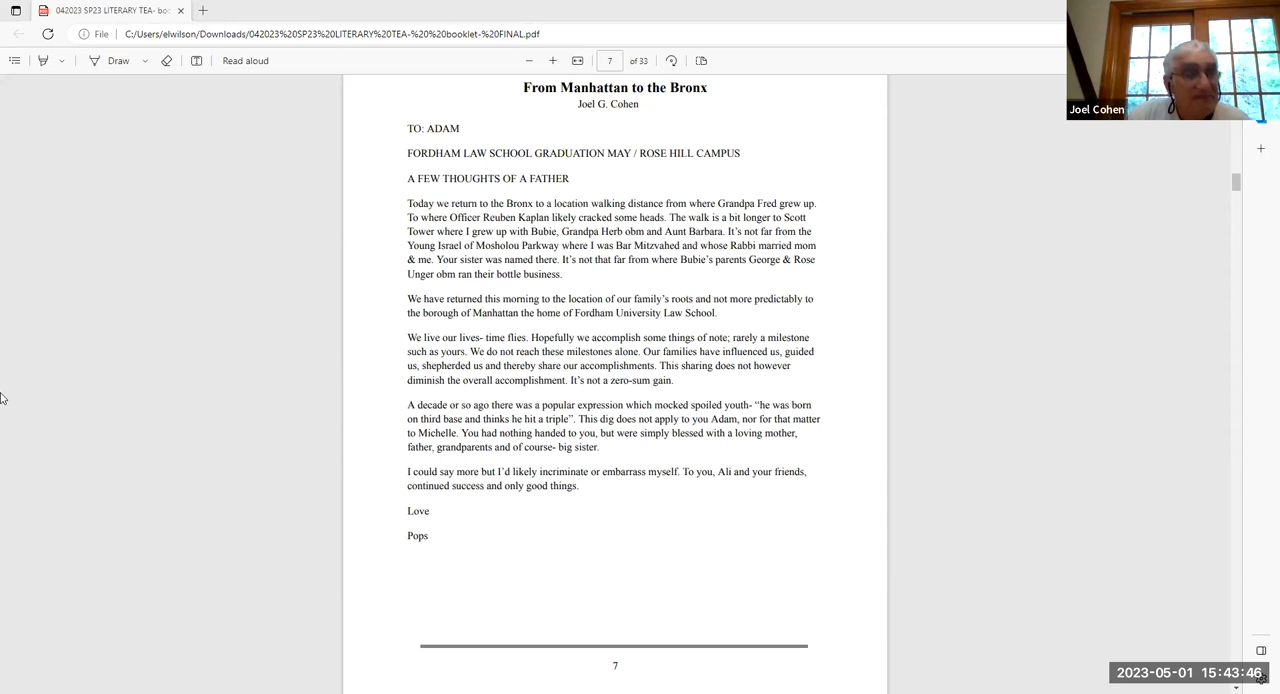 042023 SP23 LITERARY TEA- boo
File
C:/Users/elwilson/Downloads/042023%20SP23%20LITERARY%20TEA-%20%20booklet-%20FINAL.pdf
Draw
Read aloud
7
of 33
Joel Cohen
From Manhattan to the Bronx
Joel G. Cohen
TO: ADAM
FORDHAM LAW SCHOOL GRADUATION MAY / ROSE HILL CAMPUS
A FEW THOUGHTS OF A FATHER
Today we return to the Bronx to a location walking distance from where Grandpa Fred grew up.
To where Officer Reuben Kaplan likely cracked some heads. The walk is a bit longer to Scott
Tower where I grew up with Bubie, Grandpa Herb obm and Aunt Barbara. It's not far from the
Young Israel of Mosholou Parkway where I was Bar Mitzvahed and whose Rabbi married mom
& me. Your sister was named there. It's not that far from where Bubie's parents George & Rose
Unger obm ran their bottle business.
We have returned this morning to the location of our family's roots and not more predictably to
the borough of Manhattan the home of Fordham University Law School.
We live our lives- time flies. Hopefully we accomplish some things of note; rarely a milestone
such as yours. We do not reach these milestones alone. Our families have influenced us, guided
us, shepherded us and thereby share our accomplishments. This sharing does not however
diminish the overall accomplishment. It's not a zero-sum gain.
A decade or so ago there was a popular expression which mocked spoiled youth- “he was born
on third base and thinks he hit a triple”. This dig does not apply to you Adam, nor for that matter
to Michelle. You had nothing handed to you, but were simply blessed with a loving mother,
father, grandparents and of course- big sister.
I could say more but I'd likely incriminate or embarrass myself. To you, Ali and your friends,
continued success and only good things.
Love
Pops
7
2023-05-01 15:43:46